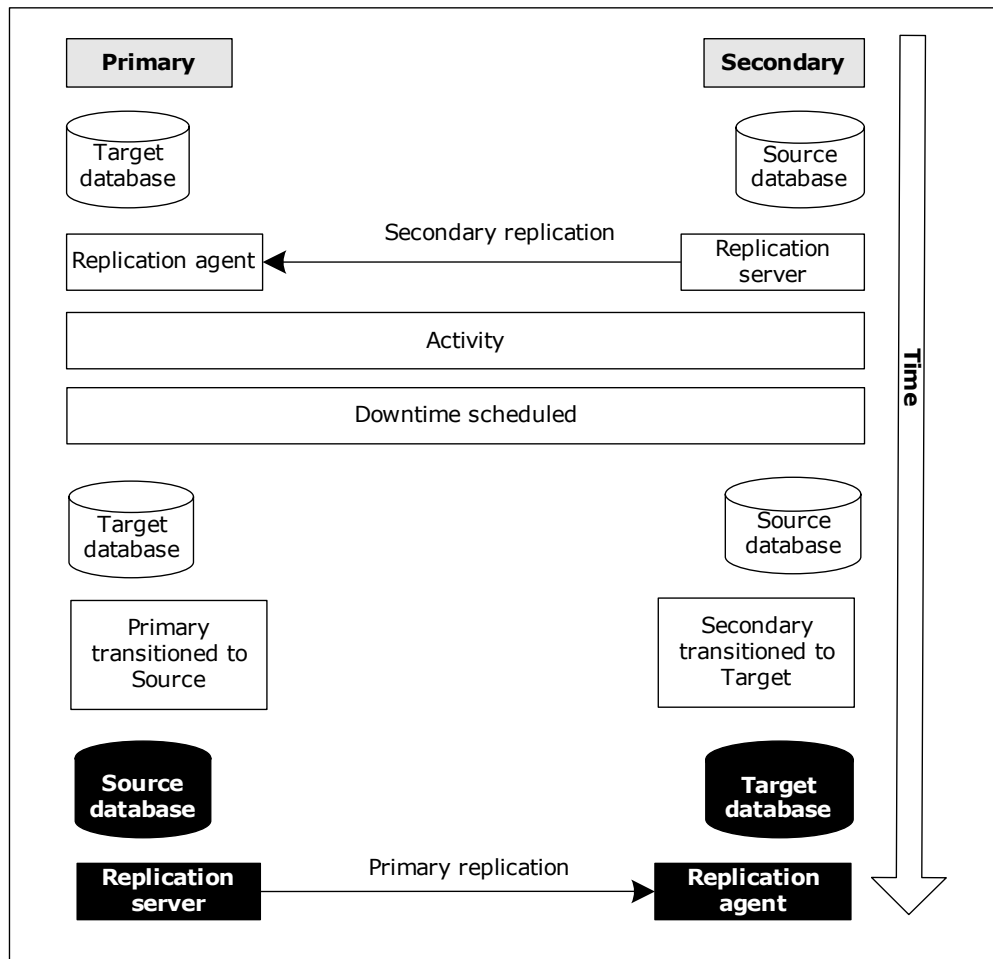 Primary
Secondary
Target
database
Source
database
Replication agent
Secondary replication
Replication
server
Activity
Downtime scheduled
Time
Target
database
Source
database
Primary
transitioned to
Source
Secondary
transitioned to
Target
Source
database
Target
database
Replication
server
Primary replication
Replication
agent